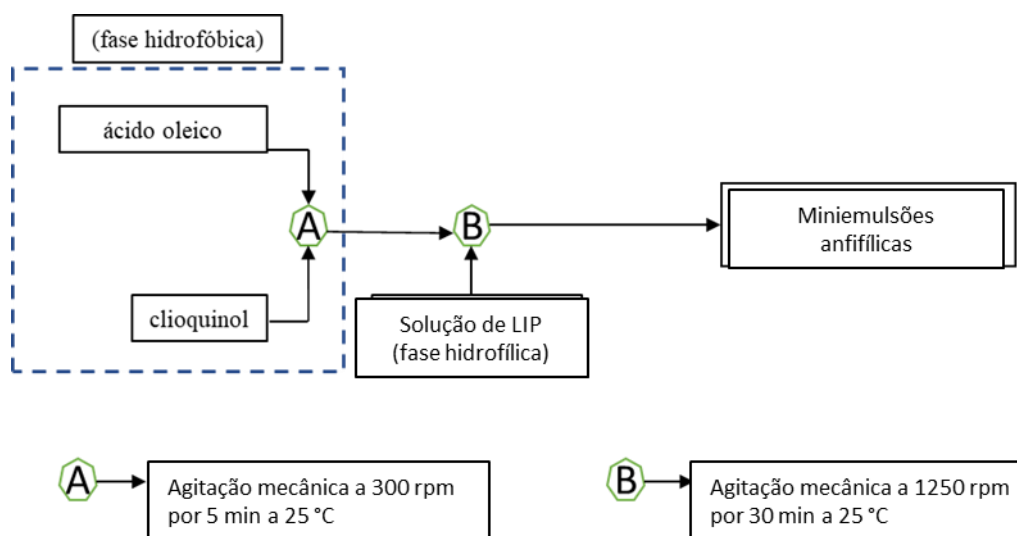 (fase hidrofóbica)
ácido oleico
A
B
Miniemulsões
anfifílicas
clioquinol
Solução de LIP
(fase hidrofílica)
A
Agitação mecânica a 300 rpm
por 5 min a 25 °C
B
Agitação mecânica a 1250 rpm
por 30 min a 25 °C